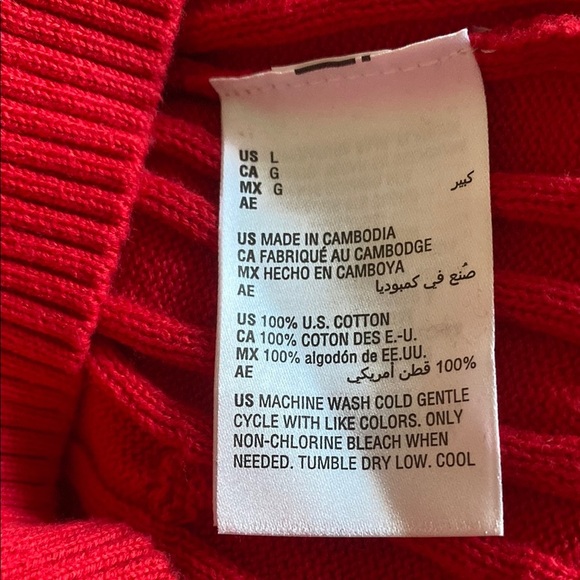 US L
CA G
MX G
AE كبير
US MADE IN CAMBODIA
CA FABRIQUÉ AU CAMBODGE
MX HECHO EN CAMBOYA
AE صُنع في كمبوديا
US 100% U.S. COTTON
CA 100% COTON DES E.-U.
MX 100% algodón de EE.UU.
AE 100% قطن أمريكي
US MACHINE WASH COLD GENTLE
CYCLE WITH LIKE COLORS. ONLY
NON-CHLORINE BLEACH WHEN
NEEDED. TUMBLE DRY LOW. COOL